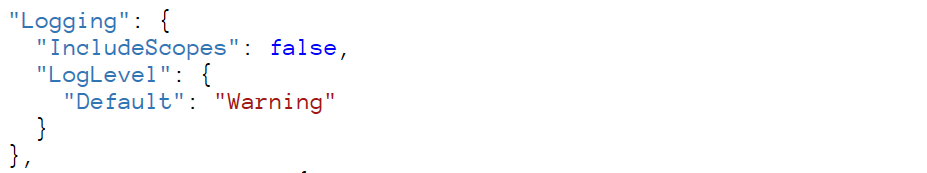 "Logging": {
  "IncludeScopes": false,
  "LogLevel": {
    "Default": "Warning"
  }
},